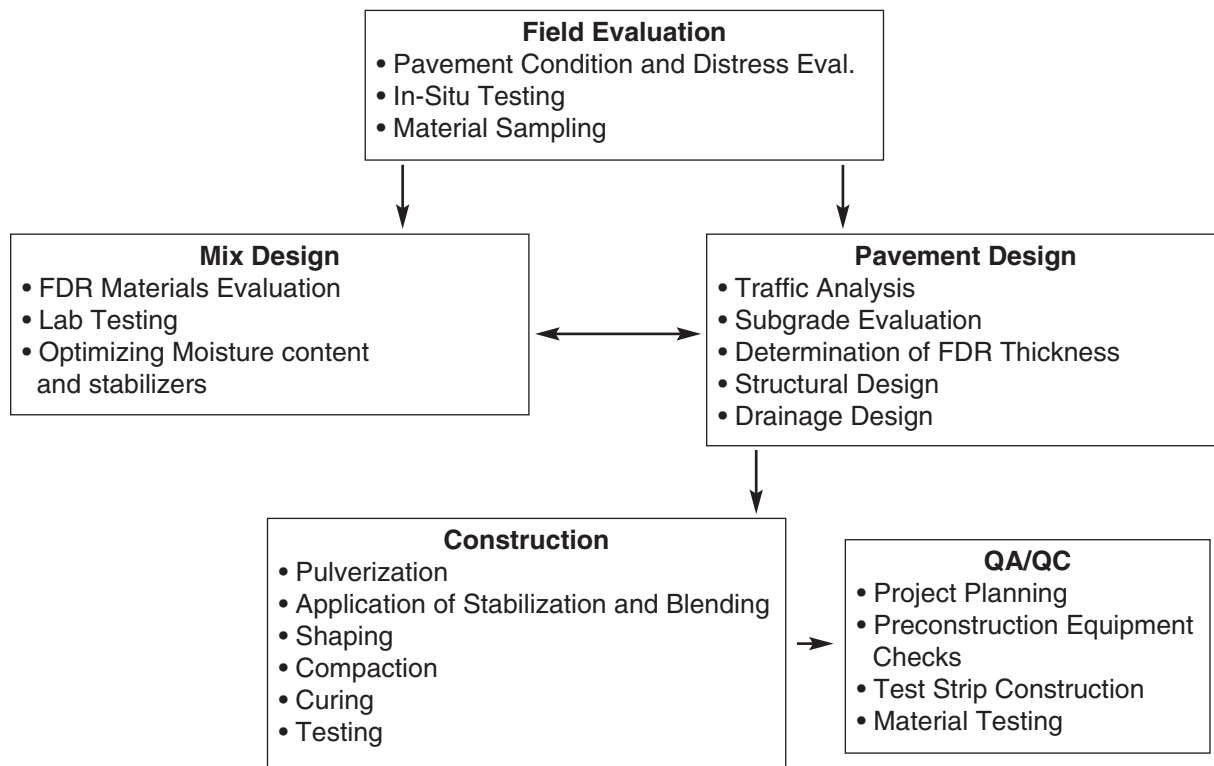 Field Evaluation
• Pavement Condition and Distress Eval.
• In-Situ Testing
• Material Sampling
Mix Design
• FDR Materials Evaluation
• Lab Testing
• Optimizing Moisture content
and stabilizers
Pavement Design
• Traffic Analysis
• Subgrade Evaluation
• Determination of FDR Thickness
• Structural Design
• Drainage Design
Construction
• Pulverization
• Application of Stabilization and Blending
• Shaping
• Compaction
• Curing
• Testing
QA/QC
• Project Planning
• Preconstruction Equipment
Checks
• Test Strip Construction
• Material Testing